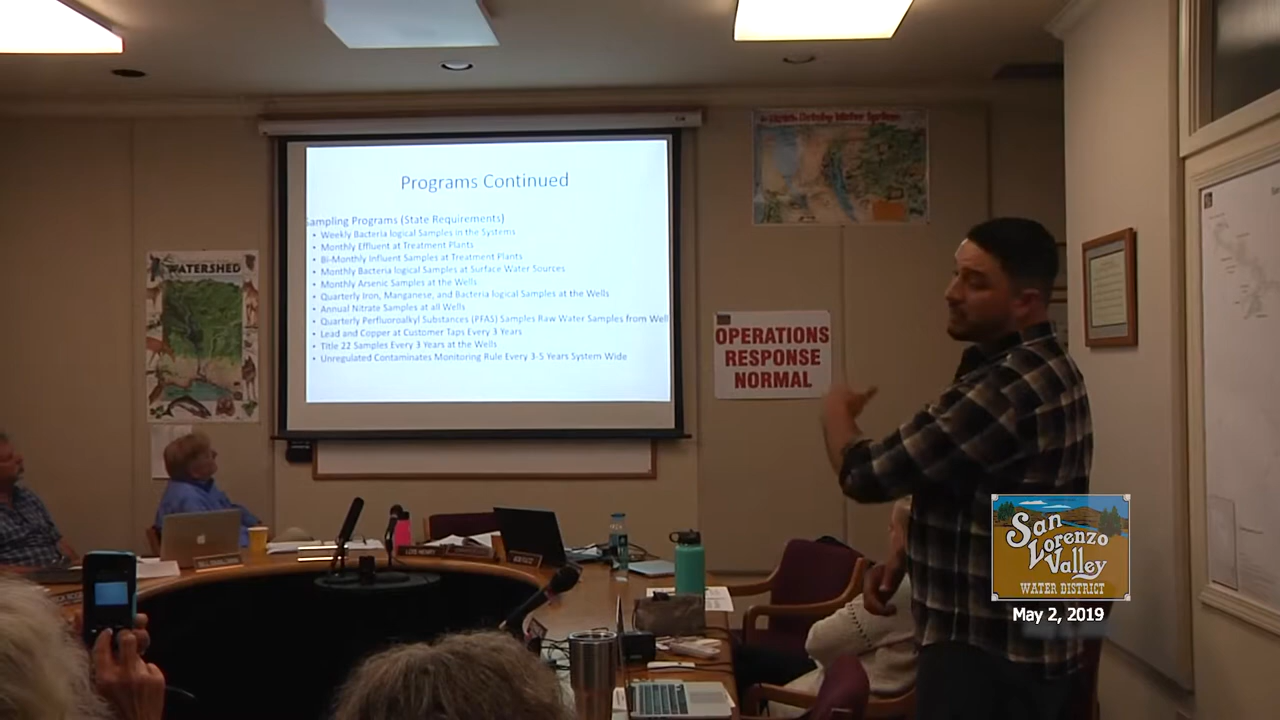 Programs Continued
Sampling Programs (State Requirements)
• Weekly Bacteria logical Samples in the Systems
• Monthly Effluent at Treatment Plants
• Bi-Monthly Influent Samples at Treatment Plants
• Monthly Bacteria logical Samples at Surface Water Sources
• Monthly Arsenic Samples at the Wells
• Quarterly Iron, Manganese, and Bacteria logical Samples at the Wells
• Annual Nitrate Samples at all Wells
• Quarterly Perfluoroalkyl Substances (PFAS) Samples Raw Water Samples from Well
• Lead and Copper at Customer Taps Every 3 Years
• Title 22 Samples Every 3 Years at the Wells
• Unregulated Contaminates Monitoring Rule Every 3-5 Years System Wide
WATERSHED
OPERATIONS
RESPONSE
NORMAL
LOIS HENRY
San
Lorenzo
Valley
WATER DISTRICT
May 2, 2019